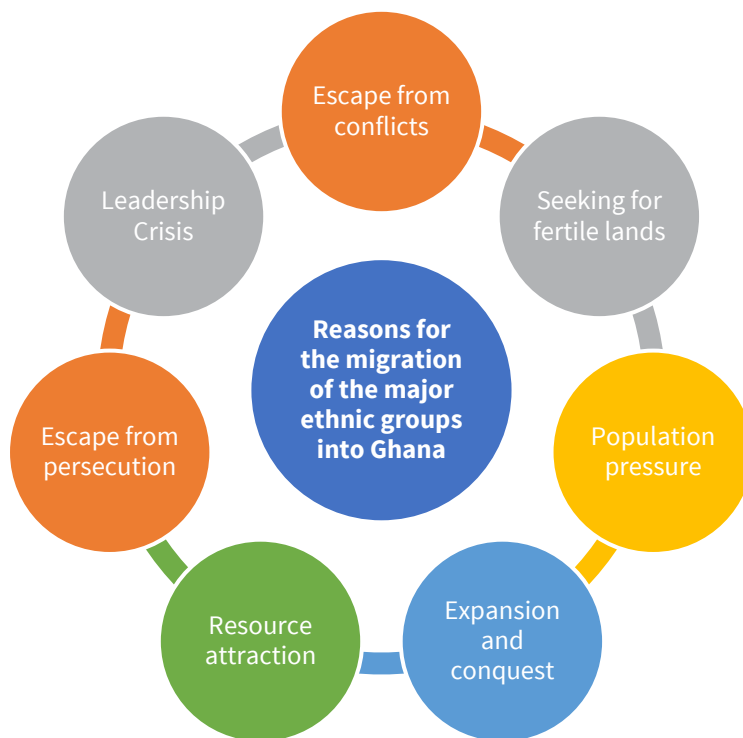 Escape from
conflicts
Seeking for
fertile lands
Population
pressure
Expansion
and
conquest
Resource
attraction
Escape from
persecution
Leadership
Crisis
Reasons for
the migration
of the major
ethnic groups
into Ghana